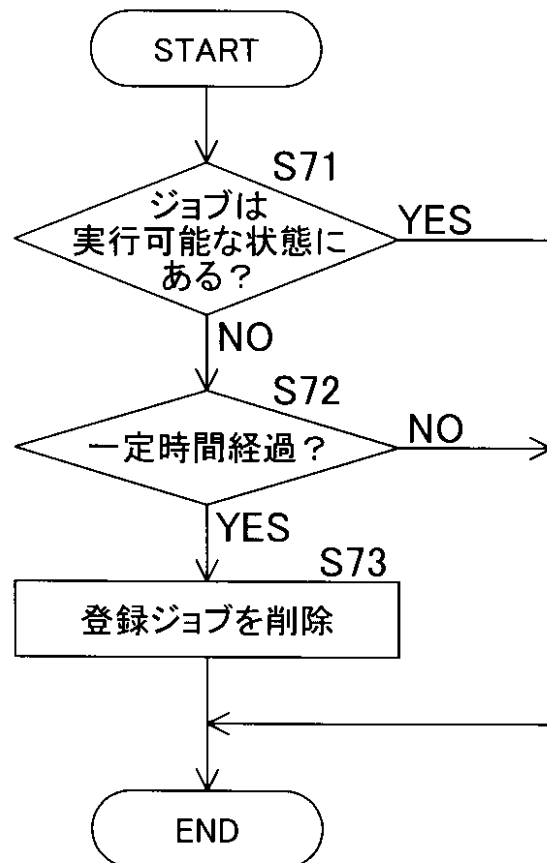 START
S71
ジョブは
実行可能な状態に
ある？
YES
NO
S72
一定時間経過？
NO
YES
S73
登録ジョブを削除
END